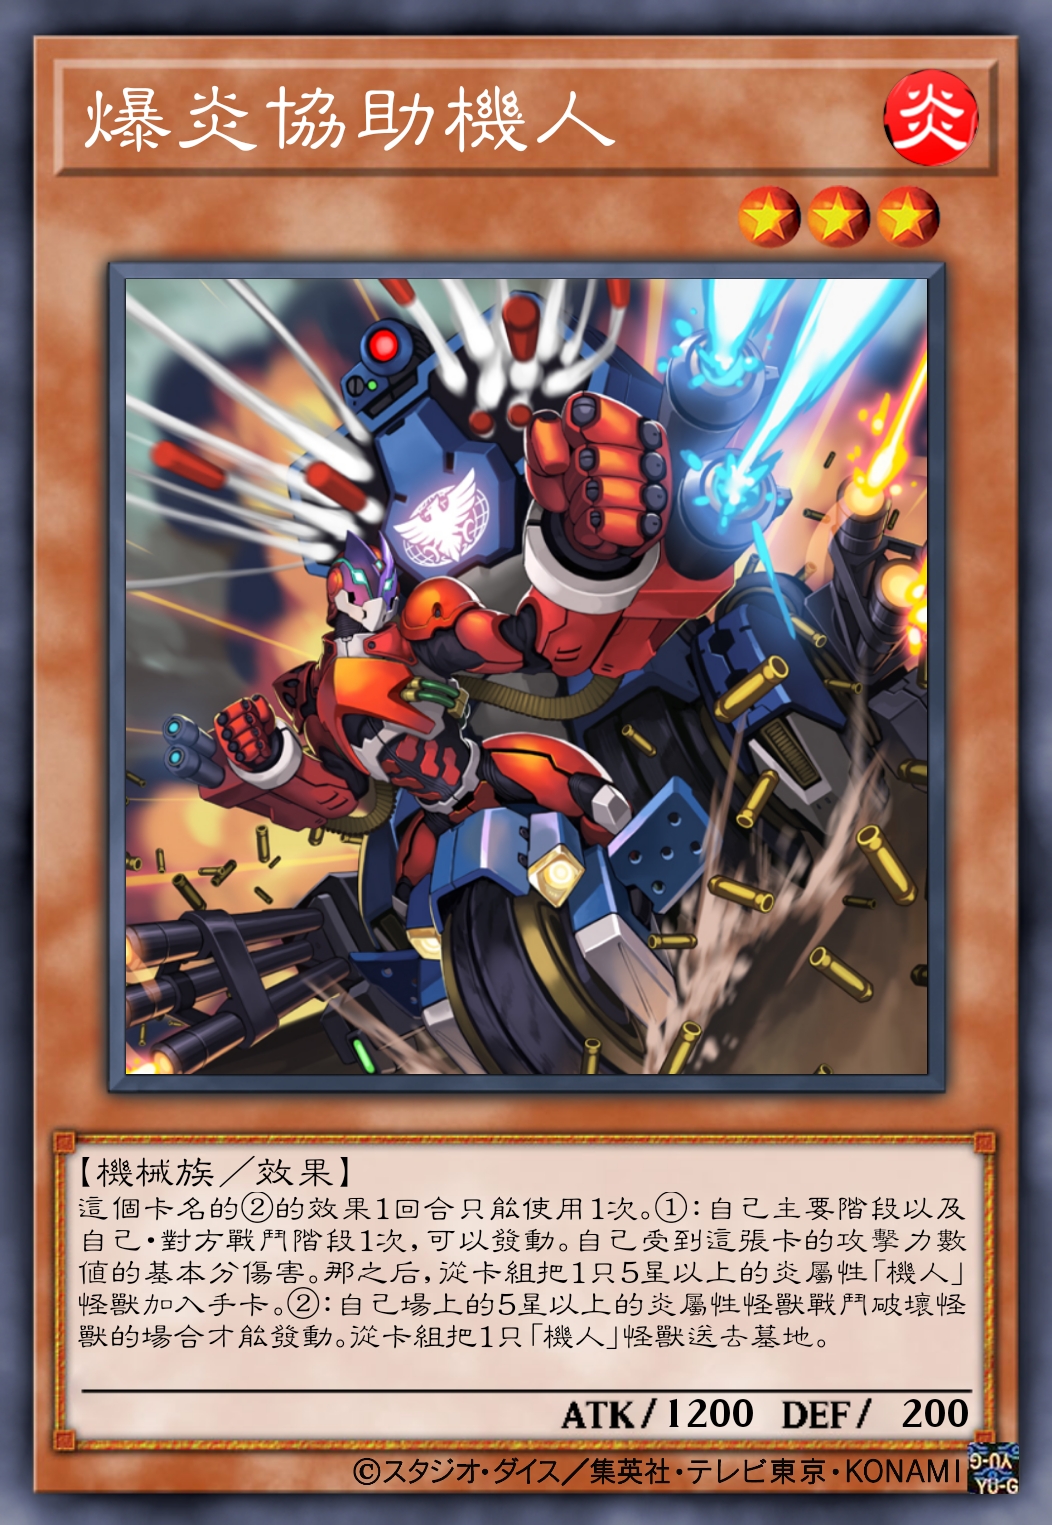 爆炎協助機人
炎
【機械族／效果】
這個卡名的②的效果1回合只能使用1次。①：自己主要階段以及
自己・對方戰鬥階段1次，可以發動。自己受到這張卡的攻擊力數
值的基本分傷害。那之后，從卡組把1只5星以上的炎屬性「機人」
怪獸加入手卡。②：自己場上的5星以上的炎屬性怪獸戰鬥破壞怪
獸的場合才能發動。從卡組把1只「機人」怪獸送去墓地。
ATK/1200 DEF/ 200
©スタジオ・ダイス／集英社・テレビ東京・KONAMI